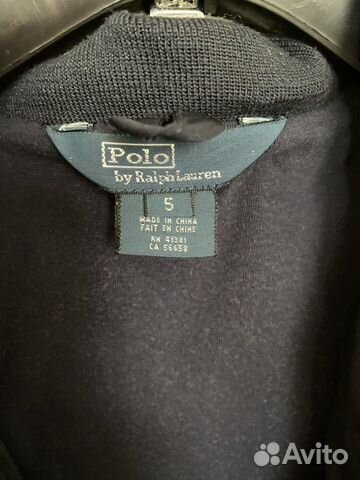 Polo
by Ralph Lauren
5
MADE IN CHINA
FAIT EN CHINE
RN 41381
CA 56658
Avito